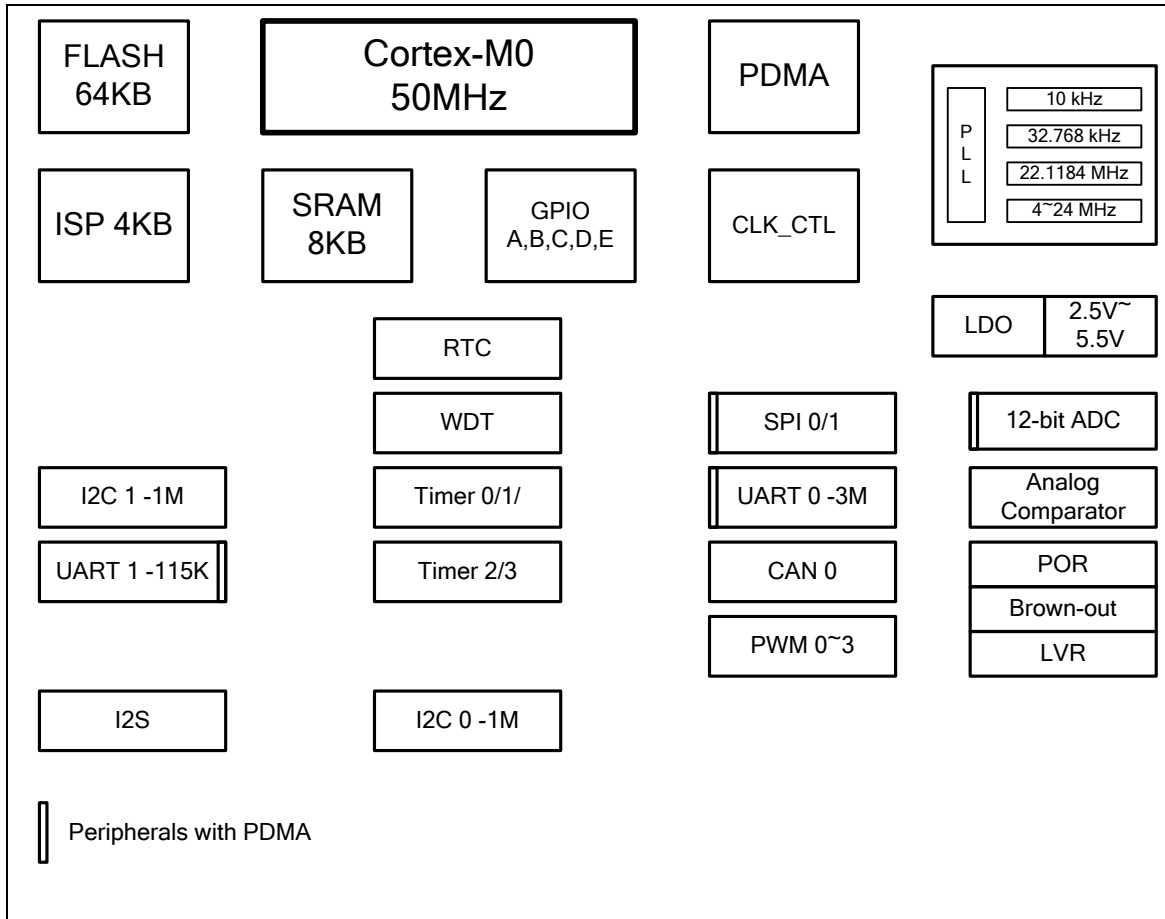 FLASH
64KB
Cortex-M0
50MHz
PDMA
P
L
L
10 kHz
32.768 kHz
22.1184 MHz
4~24 MHz
ISP 4KB
SRAM
8KB
GPIO
A,B,C,D,E
CLK_CTL
LDO
2.5V~
5.5V
RTC
WDT
SPI 0/1
12-bit ADC
I2C 1 -1M
Timer 0/1/
UART 0 -3M
Analog
Comparator
UART 1 -115K
Timer 2/3
CAN 0
POR
Brown-out
PWM 0~3
LVR
I2S
I2C 0 -1M
Peripherals with PDMA